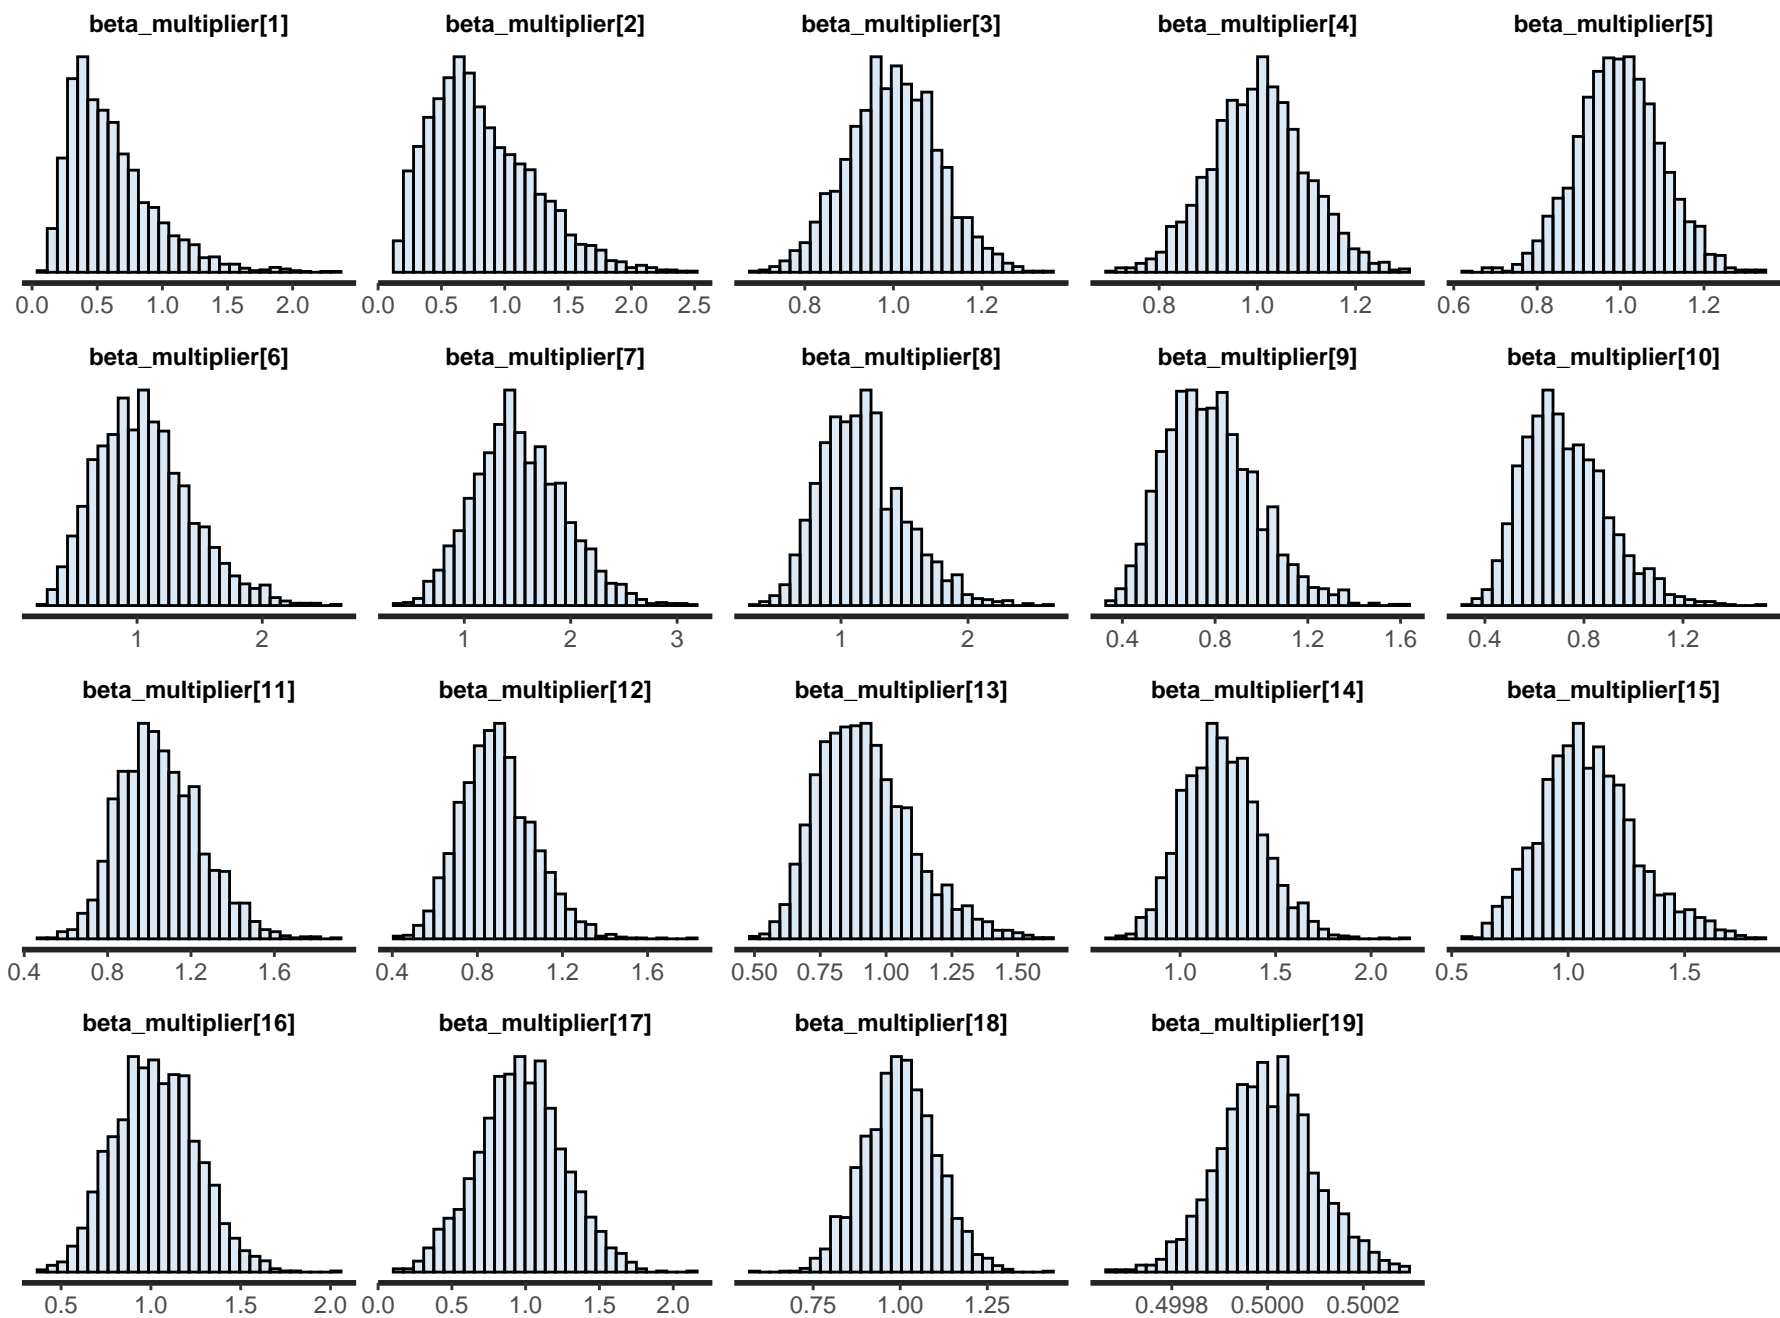 beta_multiplier[1] beta_multiplier[2] beta_multiplier[3] beta_multiplier[4] beta_multiplier[5]
0.0 0.5 1.0 1.5 2.0 0.0 0.5 1.0 1.5 2.0 2.5 0.8 1.0 1.2 0.8 1.0 1.2 0.6 0.8 1.0 1.2
beta_multiplier[6] beta_multiplier[7] beta_multiplier[8] beta_multiplier[9] beta_multiplier[10]
1 2 1 2 3 1 2 0.4 0.8 1.2 1.6 0.4 0.8 1.2
beta_multiplier[11] beta_multiplier[12] beta_multiplier[13] beta_multiplier[14] beta_multiplier[15]
0.4 0.8 1.2 1.6 0.4 0.8 1.2 1.6 0.50 0.75 1.00 1.25 1.50 1.0 1.5 2.0 0.5 1.0 1.5
beta_multiplier[16] beta_multiplier[17] beta_multiplier[18] beta_multiplier[19]
0.5 1.0 1.5 2.0 0.0 0.5 1.0 1.5 2.0 0.75 1.00 1.25 0.4998 0.5000 0.5002